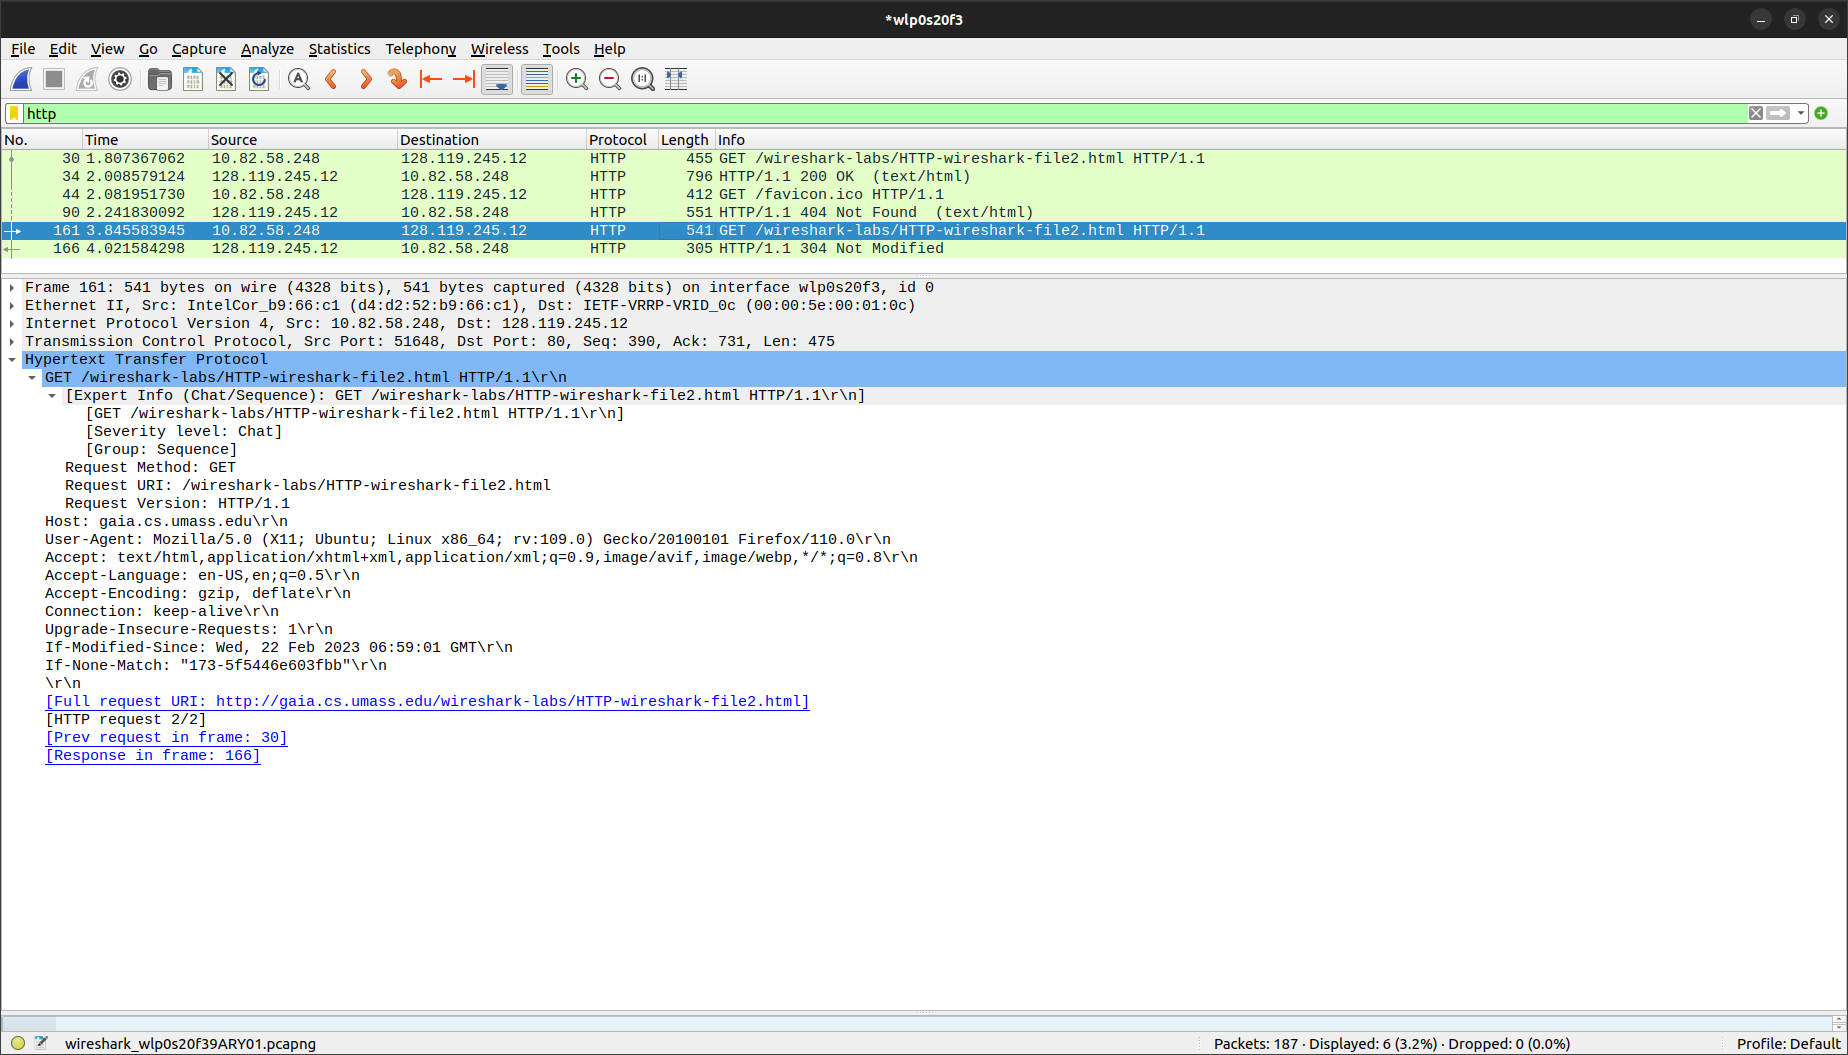 *wlp0s20f3
File Edit View Go Capture Analyze Statistics Telephony Wireless Tools Help
http
No. Time Source Destination Protocol Length Info
30 1.807367062 10.82.58.248 128.119.245.12 HTTP 455 GET /wireshark-labs/HTTP-wireshark-file2.html HTTP/1.1
34 2.008579124 128.119.245.12 10.82.58.248 HTTP 796 HTTP/1.1 200 OK (text/html)
44 2.081951730 10.82.58.248 128.119.245.12 HTTP 412 GET /favicon.ico HTTP/1.1
90 2.241830092 128.119.245.12 10.82.58.248 HTTP 551 HTTP/1.1 404 Not Found (text/html)
161 3.845583945 10.82.58.248 128.119.245.12 HTTP 541 GET /wireshark-labs/HTTP-wireshark-file2.html HTTP/1.1
166 4.021584298 128.119.245.12 10.82.58.248 HTTP 305 HTTP/1.1 304 Not Modified
Frame 161: 541 bytes on wire (4328 bits), 541 bytes captured (4328 bits) on interface wlp0s20f3, id 0
Ethernet II, Src: IntelCor_b9:66:c1 (d4:d2:52:b9:66:c1), Dst: IETF-VRRP-VRID_0c (00:00:5e:00:01:0c)
Internet Protocol Version 4, Src: 10.82.58.248, Dst: 128.119.245.12
Transmission Control Protocol, Src Port: 51648, Dst Port: 80, Seq: 390, Ack: 731, Len: 475
Hypertext Transfer Protocol
GET /wireshark-labs/HTTP-wireshark-file2.html HTTP/1.1\r\n
[Expert Info (Chat/Sequence): GET /wireshark-labs/HTTP-wireshark-file2.html HTTP/1.1\r\n]
[GET /wireshark-labs/HTTP-wireshark-file2.html HTTP/1.1\r\n]
[Severity level: Chat]
[Group: Sequence]
Request Method: GET
Request URI: /wireshark-labs/HTTP-wireshark-file2.html
Request Version: HTTP/1.1
Host: gaia.cs.umass.edu\r\n
User-Agent: Mozilla/5.0 (X11; Ubuntu; Linux x86_64; rv:109.0) Gecko/20100101 Firefox/110.0\r\n
Accept: text/html,application/xhtml+xml,application/xml;q=0.9,image/avif,image/webp,*/*;q=0.8\r\n
Accept-Language: en-US,en;q=0.5\r\n
Accept-Encoding: gzip, deflate\r\n
Connection: keep-alive\r\n
Upgrade-Insecure-Requests: 1\r\n
If-Modified-Since: Wed, 22 Feb 2023 06:59:01 GMT\r\n
If-None-Match: "173-5f5446e603fbb"\r\n
\r\n
[Full request URI: http://gaia.cs.umass.edu/wireshark-labs/HTTP-wireshark-file2.html]
[HTTP request 2/2]
[Prev request in frame: 30]
[Response in frame: 166]
wireshark_wlp0s20f39ARY01.pcapng Packets: 187 · Displayed: 6 (3.2%) · Dropped: 0 (0.0%) Profile: Default